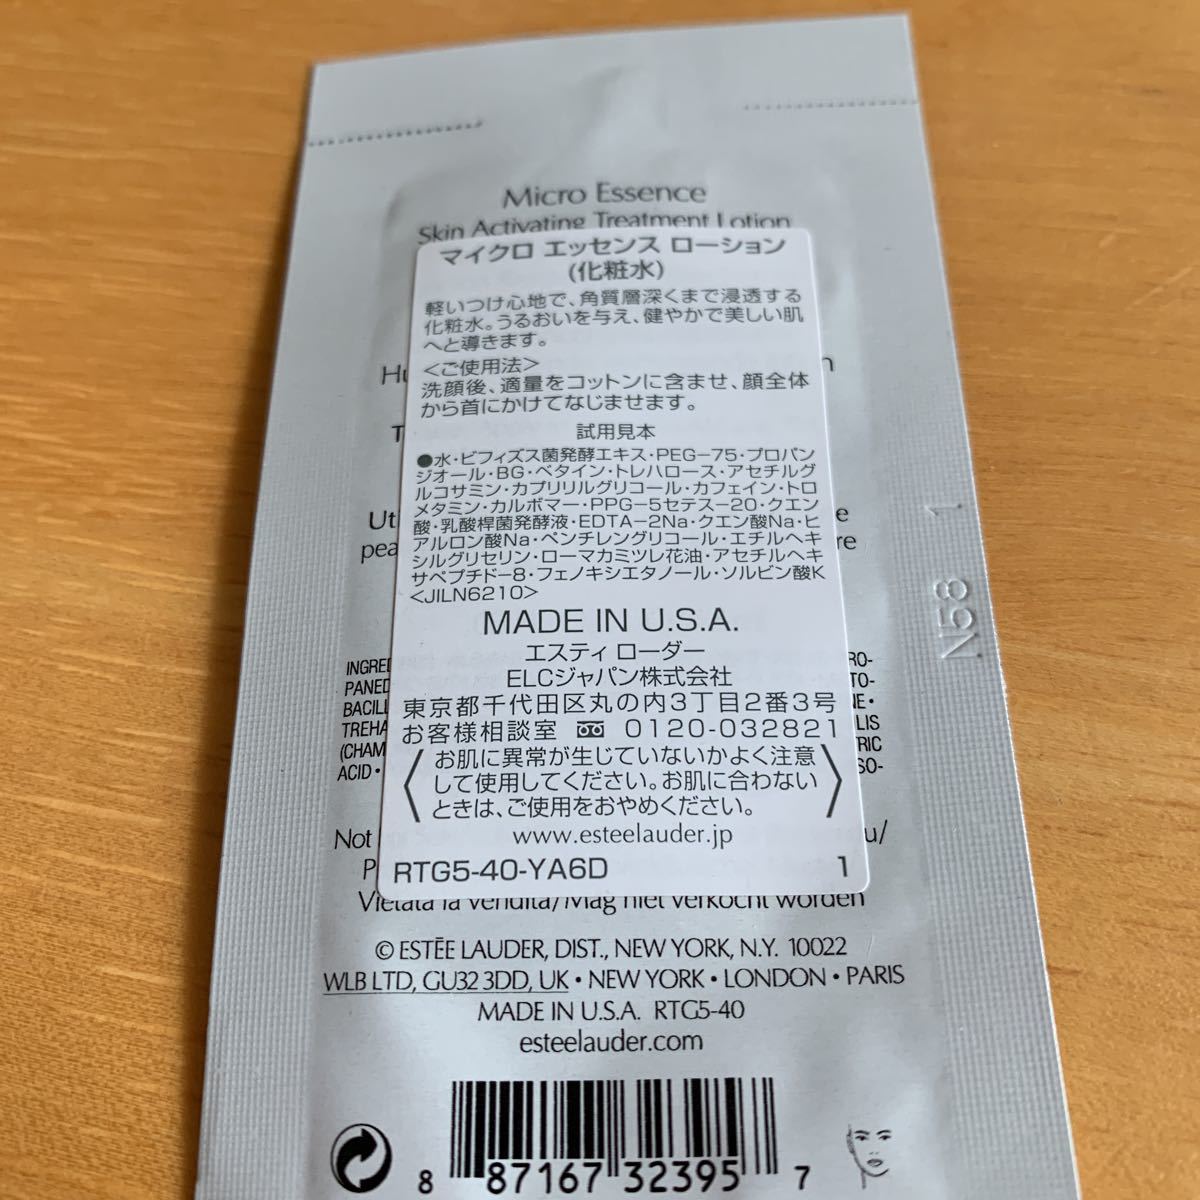 Micro Essence
Skin Activating Treatment Lotion
マイクロ エッセンス ローション
(化粧水)
軽いつけ心地で、角質層深くまで浸透する
化粧水。うるおいを与え、健やかで美しい肌
へと導きます。
<ご使用法>
洗顔後、適量をコットンに含ませ、顔全体
から首にかけてなじませます。
試用見本
●水・ビフィズス菌発酵エキス・PEG-75・プロパン
ジオール・BG・ベタイン・トレハロース・アセチルグ
ルコサミン・カプリリルグリコール・カフェイン・トロ
メタミン・カルボマー・PPG-5セテス-20・クエン
酸・乳酸桿菌発酵液・EDTA-2Na・クエン酸Na・ヒ
アルロン酸Na・ペンチレングリコール・エチルヘキ
シルグリセリン・ローマカミツレ花油・アセチルヘキ
サペプチド-8・フェノキシエタノール・ソルビン酸K
<JILN6210>
MADE IN U.S.A.
エスティ ローダー
ELCジャパン株式会社
東京都千代田区丸の内3丁目2番3号
お客様相談室 0120-032821
お肌に異常が生じていないかよく注意
して使用してください。お肌に合わない
ときは、ご使用をおやめください。
www.esteelauder.jp
RTG5-40-YA6D 1
Vietata la vendita/Mag niet verkocht worden
© ESTĒE LAUDER, DIST., NEW YORK, N.Y. 10022
WLB LTD, GU32 3DD, UK • NEW YORK • LONDON • PARIS
MADE IN U.S.A. RTG5-40
esteelauder.com
8 87167 32395 7
N58 1